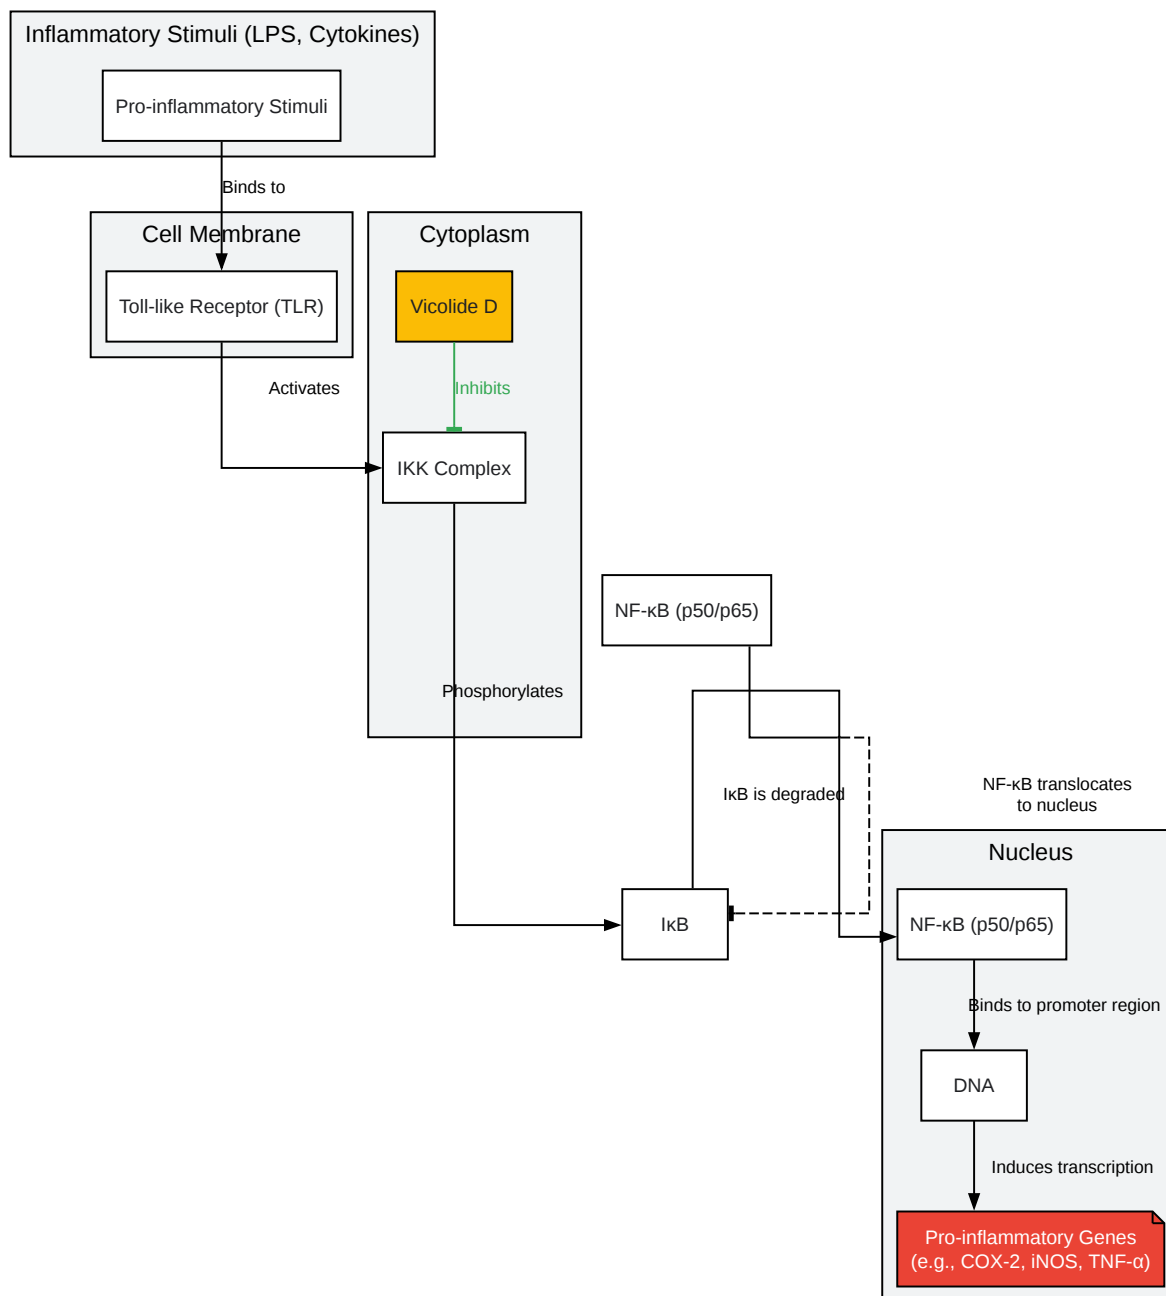 Inflammatory Stimuli (LPS, Cytokines)
Pro-inflammatory Stimuli
Binds to
Cell Membrane
Toll-like Receptor (TLR)
Cytoplasm
Vicolide D
Activates
Inhibits
IKK Complex
NF-κB (p50/p65)
Phosphorylates
IκB is degraded
NF-κB translocates
to nucleus
Nucleus
IκB
NF-κB (p50/p65)
Binds to promoter region
DNA
Induces transcription
Pro-inflammatory Genes
(e.g., COX-2, iNOS, TNF-α)